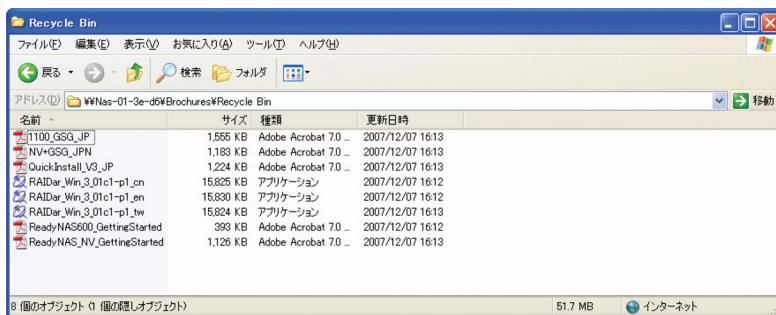 Recycle Bin
ファイル(F) 編集(E) 表示(V) お気に入り(A) ツール(T) ヘルプ(H)
戻る 検索 フォルダ
アドレス(D) ¥¥Nas-01-3e-d6¥Brochures¥Recycle Bin 移動
名前 サイズ 種類 更新日時
1100_GSG_JP 1,555 KB Adobe Acrobat 7.0 ... 2007/12/07 16:13
NV+GSG_JPN 1,183 KB Adobe Acrobat 7.0 ... 2007/12/07 16:13
QuickInstall_V3_JP 1,224 KB Adobe Acrobat 7.0 ... 2007/12/07 16:13
RAIDar_Win_3_01c1-p1_cn 15,825 KB アプリケーション 2007/12/07 16:12
RAIDar_Win_3_01c1-p1_en 15,830 KB アプリケーション 2007/12/07 16:12
RAIDar_Win_3_01c1-p1_tw 15,824 KB アプリケーション 2007/12/07 16:13
ReadyNAS600_GettingStarted 393 KB Adobe Acrobat 7.0 ... 2007/12/07 16:12
ReadyNAS_NV_GettingStarted 1,126 KB Adobe Acrobat 7.0 ... 2007/12/07 16:13
8 個のオブジェクト (1 個の隠しオブジェクト) 51.7 MB インターネット